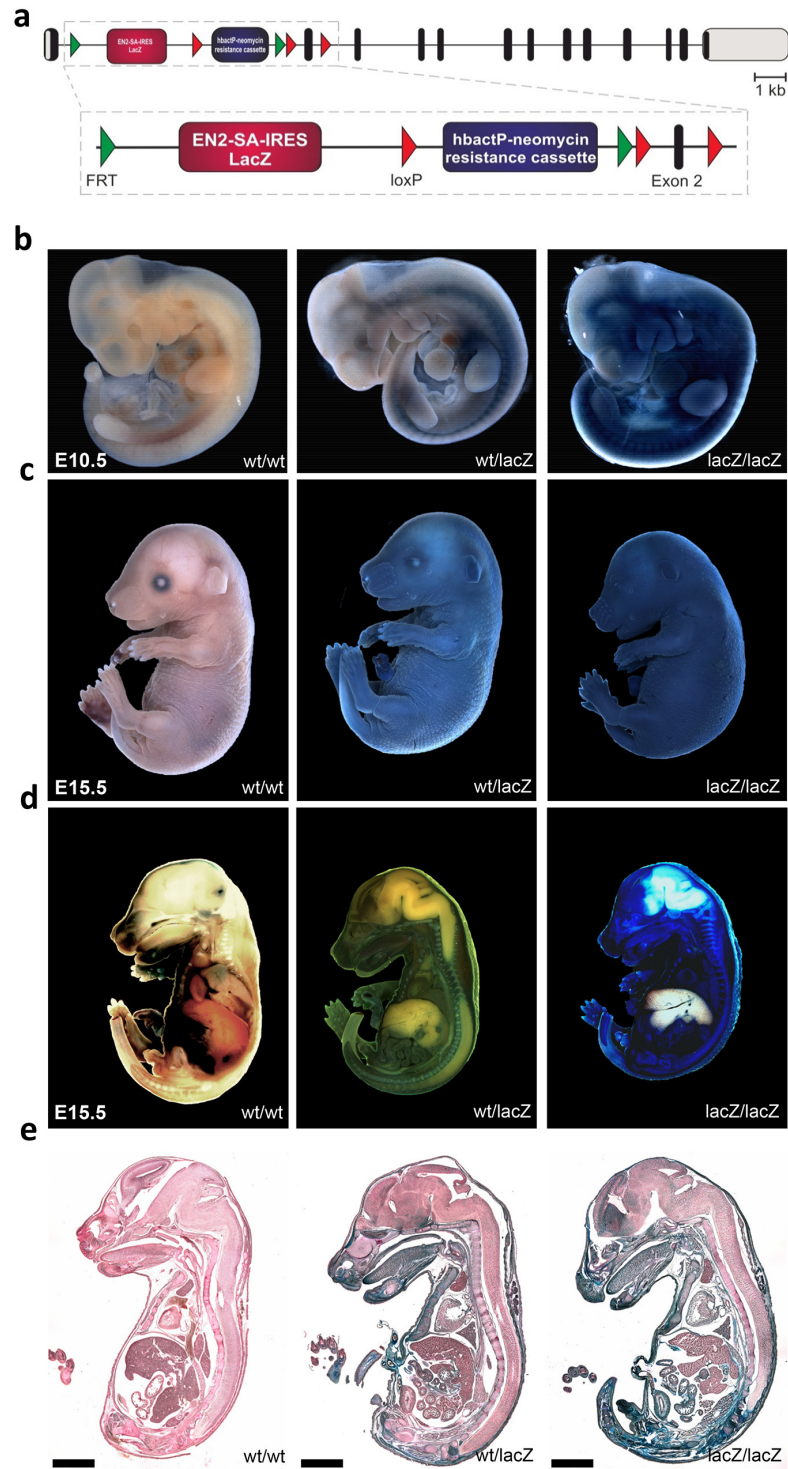 a
EN2-SA-IRES
LacZ
hbactP-neomycin
resistance cassette
1 kb
EN2-SA-IRES
LacZ
hbactP-neomycin
resistance cassette
FRT
loxP
Exon 2
b
E10.5
wt/wt
wt/lacZ
lacZ/lacZ
c
E15.5
wt/wt
wt/lacZ
lacZ/lacZ
d
E15.5
wt/wt
wt/lacZ
lacZ/lacZ
e
wt/wt
wt/lacZ
lacZ/lacZ